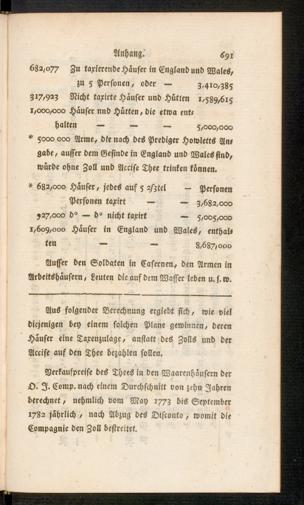 Anhang. 691
682,077 Zu taxirende Häuser in England und Wales,
zu 5 Personen, oder — 3,410,385
317,923 Nicht taxirte Häuser und Hütten 1,589,615
1,000,000 Häuser und Hütten, die etwa ent-
halten — — — 5,000,000
* 5000,000 Arme, die nach des Prediger Howletts An-
gabe, ausser dem Gesinde in England und Wales sind,
würde ohne Zoll und Accise Thee trinken können.
* 682,000 Häuser, jedes auf 5 2/5tel — Personen
Personen taxirt — — 3,682,000
927,000 d° — d° nicht taxirt — 5,005,000
1,609,000 Häuser in England und Wales, enthal-
ten — — — 8,687,000
Ausser den Soldaten in Casernen, den Armen in
Arbeitshäusern, Leuten die auf dem Wasser leben u. s. w.
Aus folgender Berechnung ergiebt sich, wie viel
diejenigen bey einem solchen Plane gewinnen, deren
Häuser eine Taxenzulage, anstatt des Zolls und der
Accise auf den Thee bezahlen sollen.
Verkaufpreise des Thees in den Waarenhäusern der
O. J. Comp. nach einem Durchschnitt von zehn Jahren
berechnet, nehmlich vom May 1773 bis September
1782 jährlich, nach Abzug des Disconto, womit die
Compagnie den Zoll bestreitet.